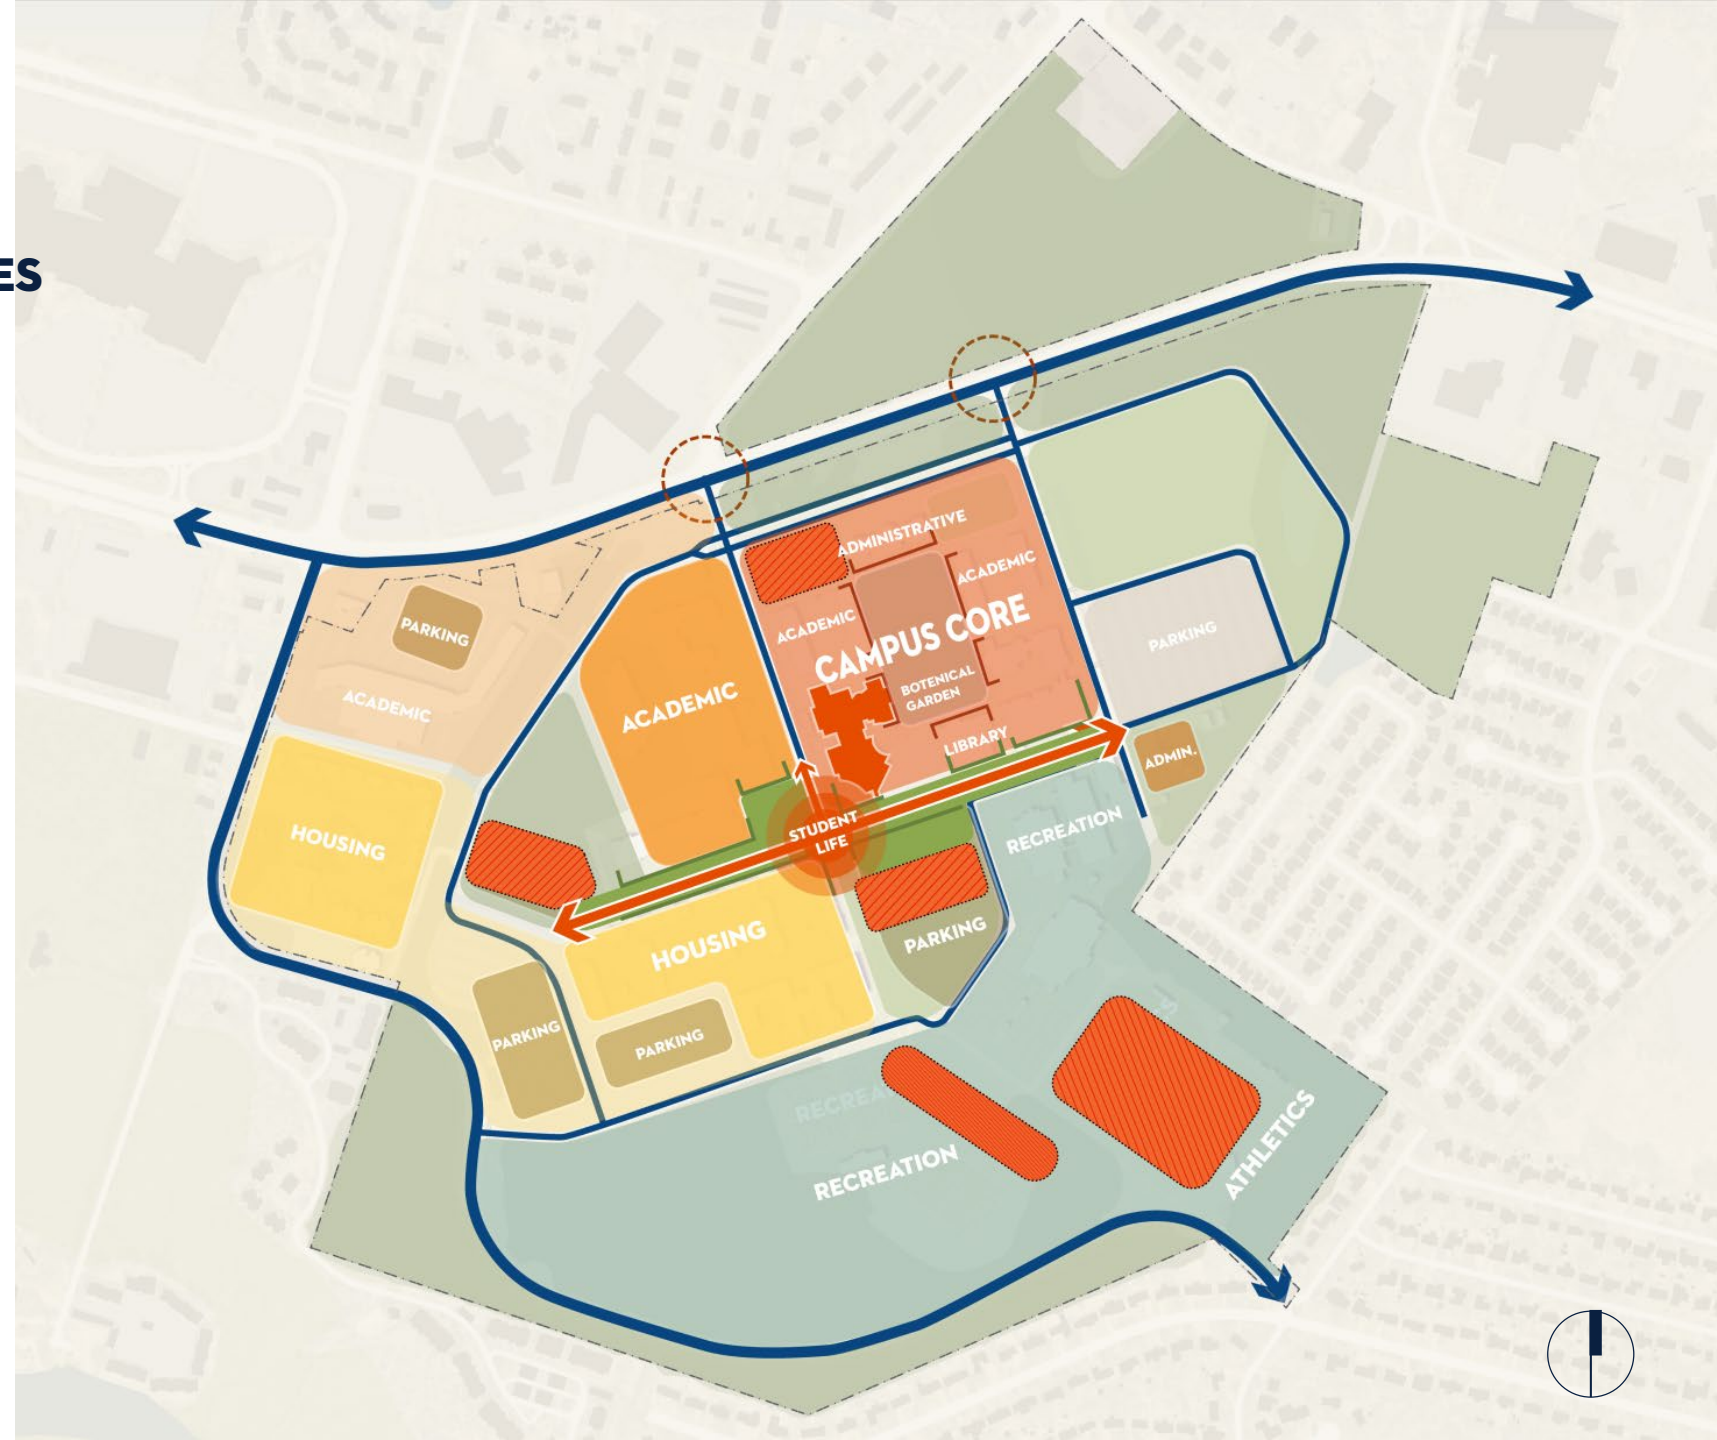 ES
ADMINISTRATIVE
ACADEMIC
ACADEMIC
CAMPUS CORE
PARKING
PARKING
ACADEMIC
ACADEMIC
BOTENICAL
GARDEN
LIBRARY
ADMIN.
HOUSING
STUDENT
LIFE
RECREATION
HOUSING
PARKING
PARKING
PARKING
RECREATION
ATHLETICS